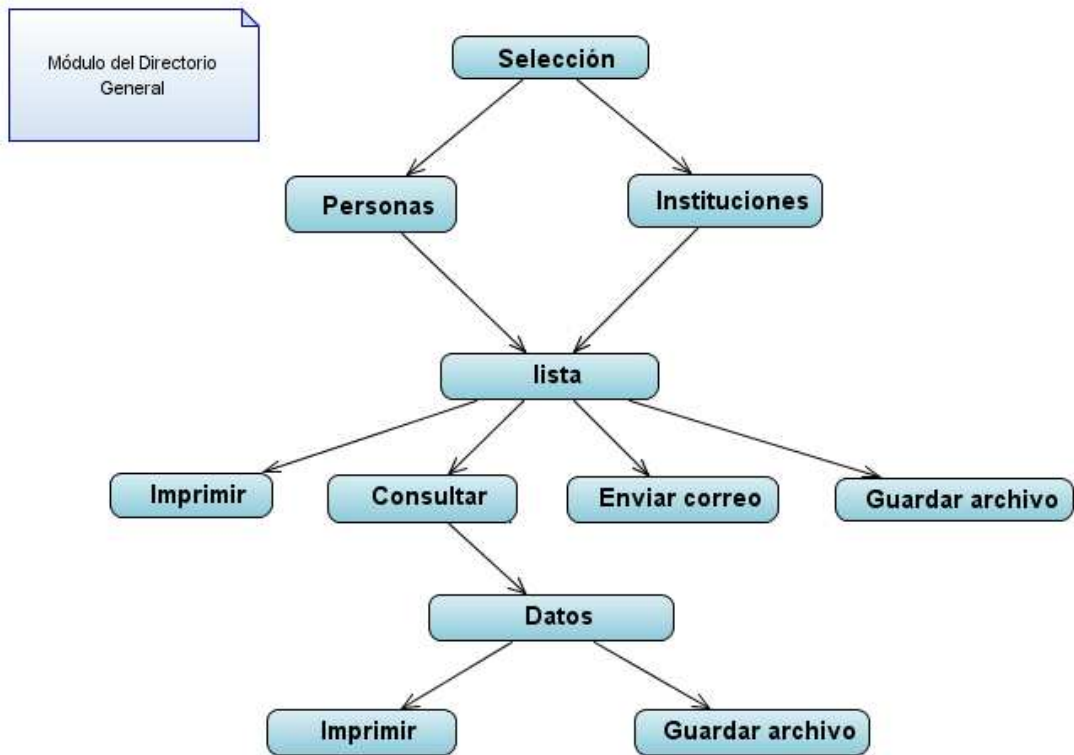 Módulo del Directorio
General
Selección
Personas
Instituciones
lista
Imprimir
Consultar
Enviar correo
Guardar archivo
Datos
Imprimir
Guardar archivo